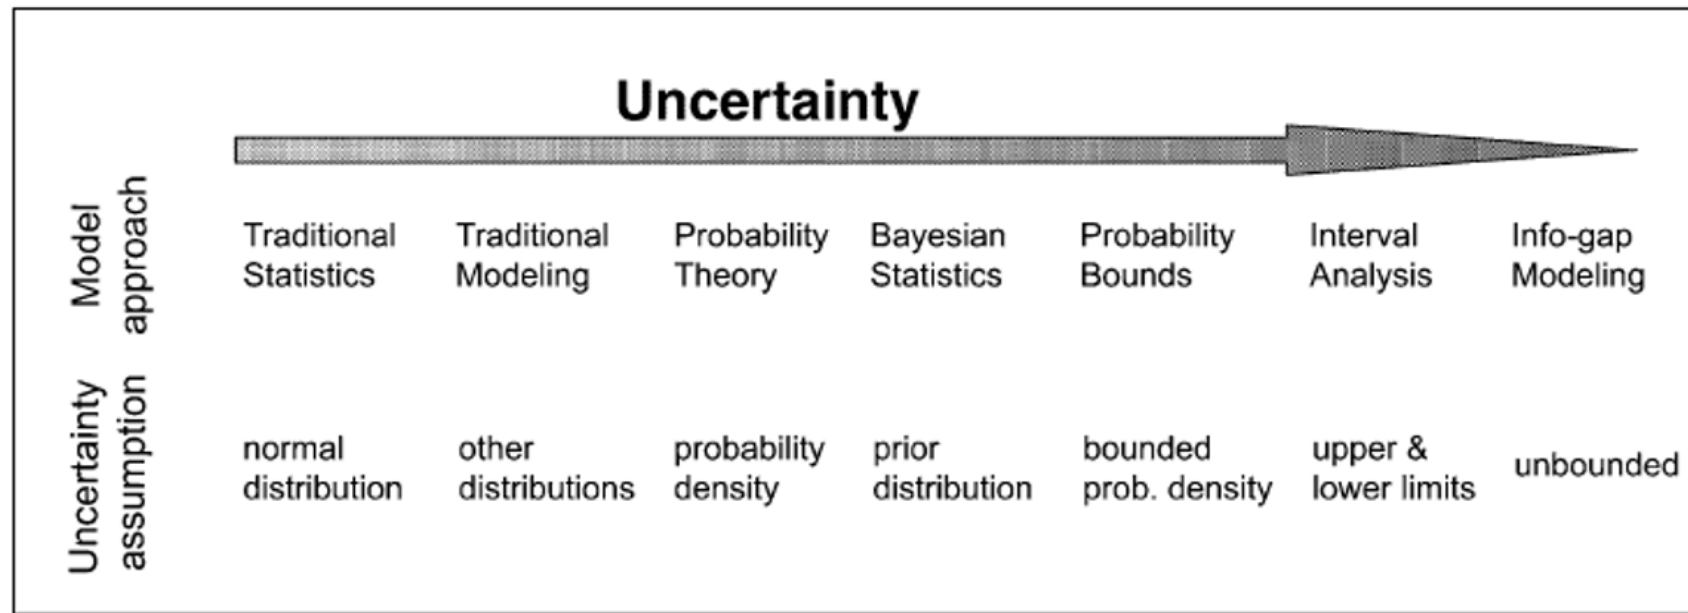 Uncertainty
Model
approach
Traditional
Statistics
Traditional
Modeling
Probability
Theory
Bayesian
Statistics
Probability
Bounds
Interval
Analysis
Info-gap
Modeling
Uncertainty
assumption
normal
distribution
other
distributions
probability
density
prior
distribution
bounded
prob. density
upper &
lower limits
unbounded